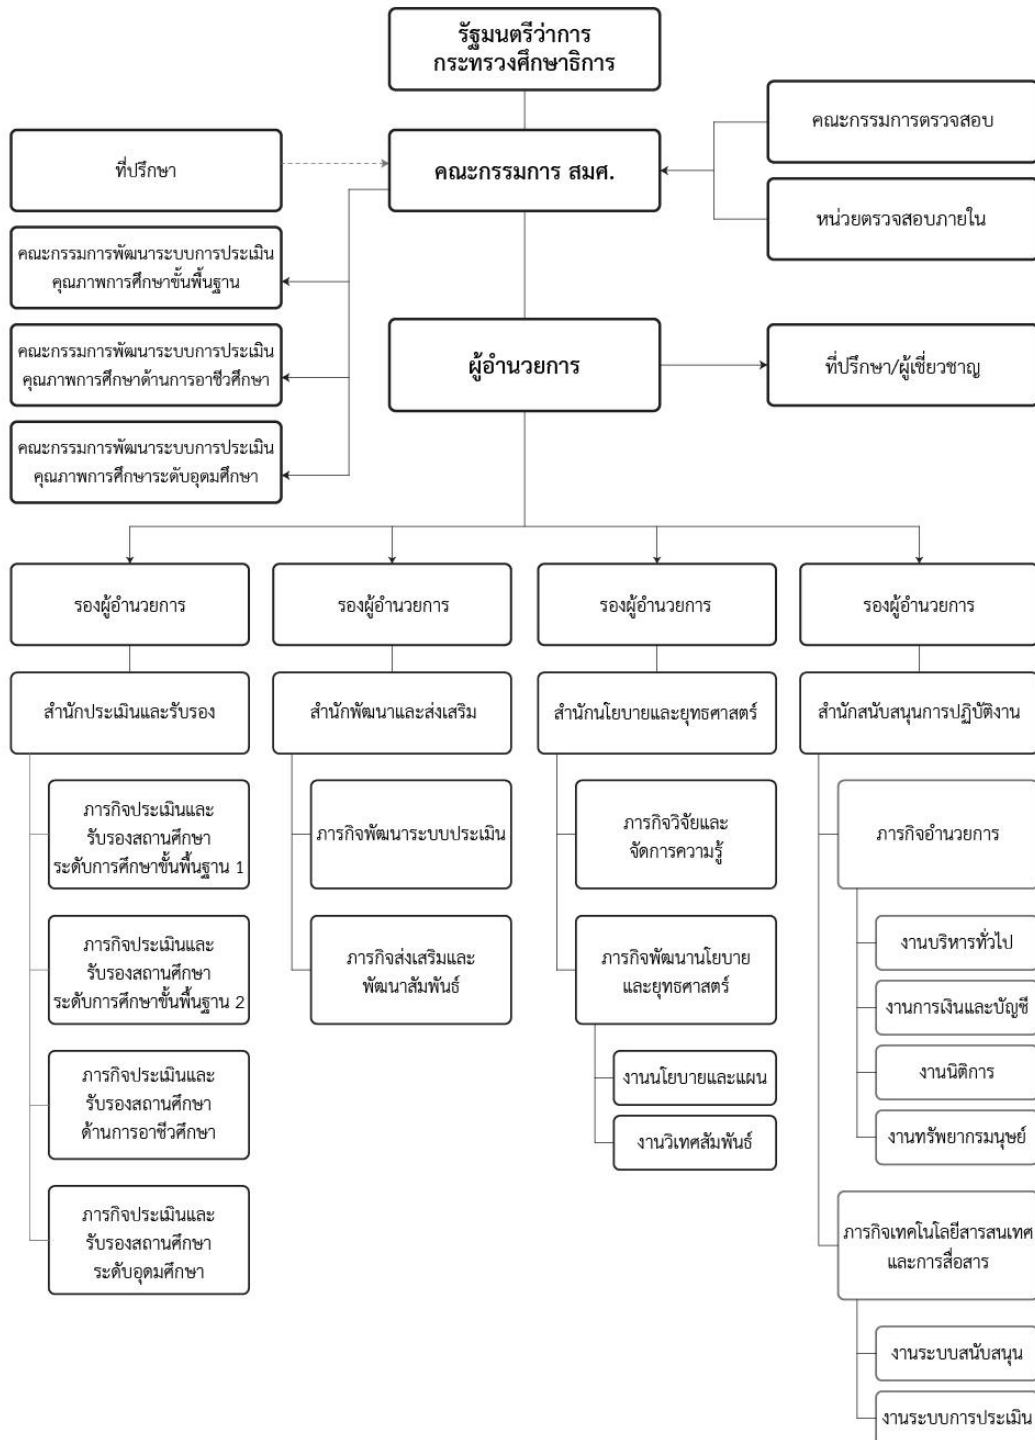 รัฐมนตรีว่าการ
กระทรวงศึกษาธิการ
คณะกรรมการตรวจสอบ
ที่ปรึกษา
คณะกรรมการ สมศ.
หน่วยตรวจสอบภายใน
คณะกรรมการพัฒนาระบบการประเมิน
คุณภาพการศึกษาขั้นพื้นฐาน
คณะกรรมการพัฒนาระบบการประเมิน
คุณภาพการศึกษาด้านการอาชีวศึกษา
ผู้อำนวยการ
ที่ปรึกษา/ผู้เชี่ยวชาญ
คณะกรรมการพัฒนาระบบการประเมิน
คุณภาพการศึกษาระดับอุดมศึกษา
รองผู้อำนวยการ
รองผู้อำนวยการ
รองผู้อำนวยการ
รองผู้อำนวยการ
สำนักประเมินและรับรอง
สำนักพัฒนาและส่งเสริม
สำนักนโยบายและยุทธศาสตร์
สำนักสนับสนุนการปฏิบัติงาน
ภารกิจประเมินและ
รับรองสถานศึกษา
ระดับการศึกษาขั้นพื้นฐาน 1
ภารกิจประเมินและ
รับรองสถานศึกษา
ระดับการศึกษาขั้นพื้นฐาน 2
ภารกิจประเมินและ
รับรองสถานศึกษา
ด้านการอาชีวศึกษา
ภารกิจประเมินและ
รับรองสถานศึกษา
ระดับอุดมศึกษา
ภารกิจพัฒนาระบบประเมิน
ภารกิจส่งเสริมและ
พัฒนาสัมพันธ์
ภารกิจวิจัยและ
จัดการความรู้
ภารกิจพัฒนานโยบาย
และยุทธศาสตร์
งานนโยบายและแผน
งานวิเทศสัมพันธ์
ภารกิจอำนวยการ
งานบริหารทั่วไป
งานการเงินและบัญชี
งานนิติการ
งานทรัพยากรมนุษย์
ภารกิจเทคโนโลยีสารสนเทศ
และการสื่อสาร
งานระบบสนับสนุน
งานระบบการประเมิน